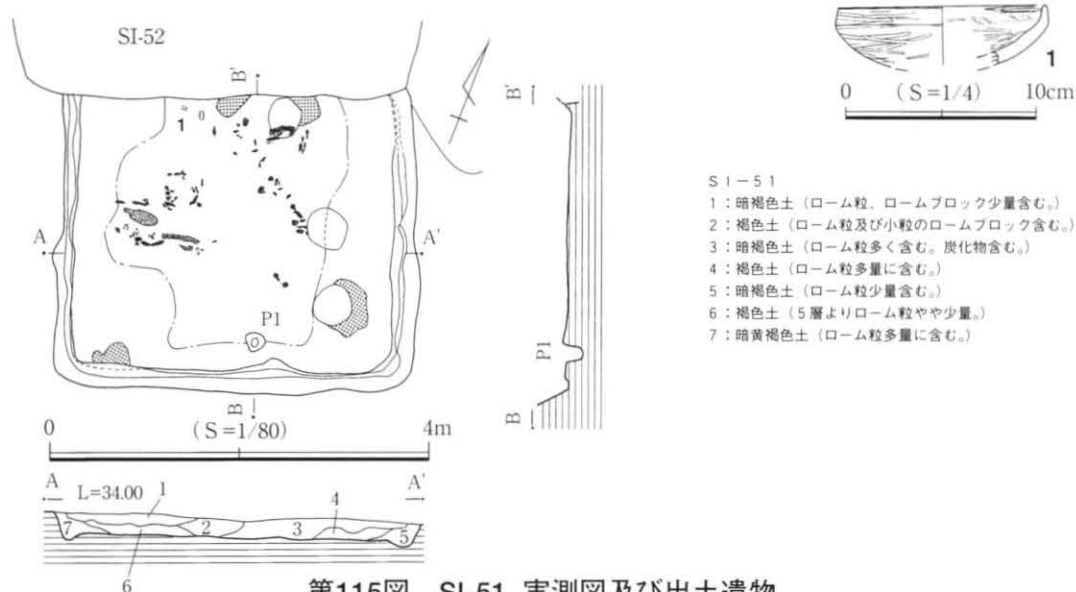 SI-52
B'
1
A
A'
P1
B
0 (S=1/80) 4m
A L=34.00 1 4 A'
7 2 3 5
6
B'
P1
B
1
0 (S=1/4) 10cm
SI-51
1：暗褐色土（ローム粒、ロームブロック少量含む。）
2：褐色土（ローム粒及び小粒のロームブロック含む。）
3：暗褐色土（ローム粒多く含む。炭化物含む。）
4：褐色土（ローム粒多量に含む。）
5：暗褐色土（ローム粒少量含む。）
6：褐色土（5層よりローム粒やや少量。）
7：暗黄褐色土（ローム粒多量に含む。）
第115図 SI-51 実測図及び出土遺物